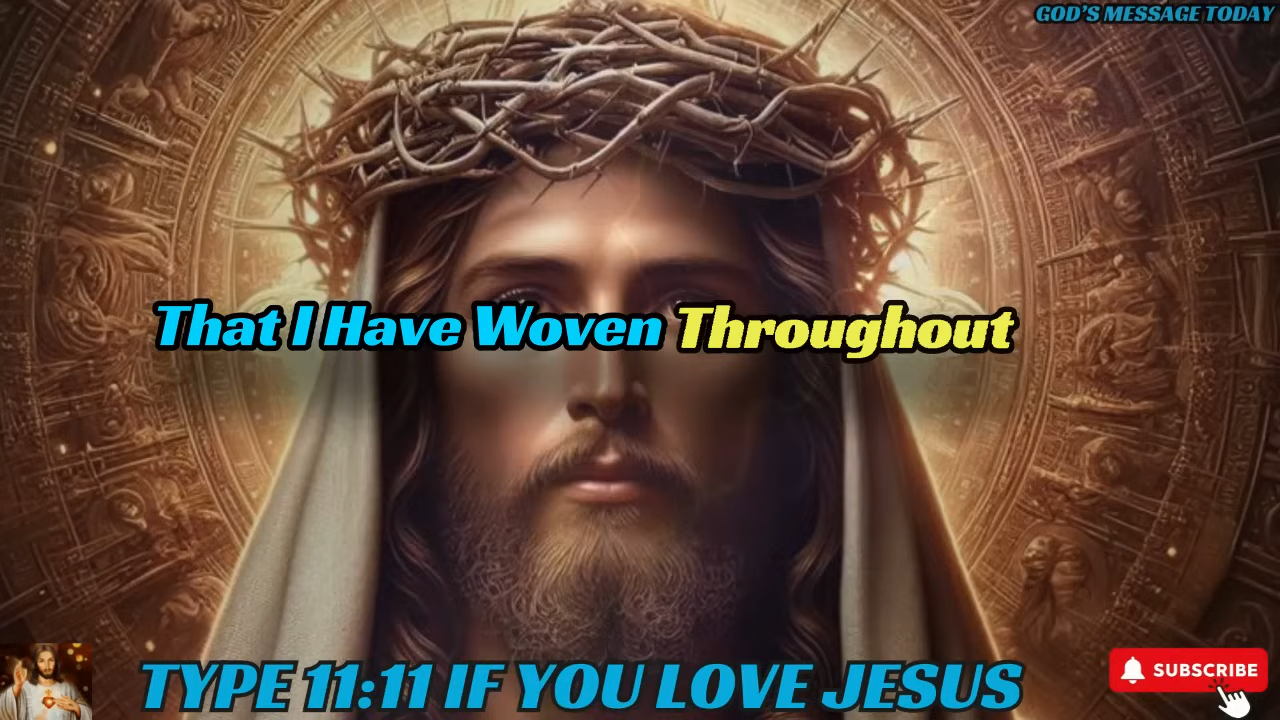 GOD'S MESSAGE TODAY
That I Have Woven Throughout
TYPE 11:11 IF YOU LOVE JESUS
SUBSCRIBE